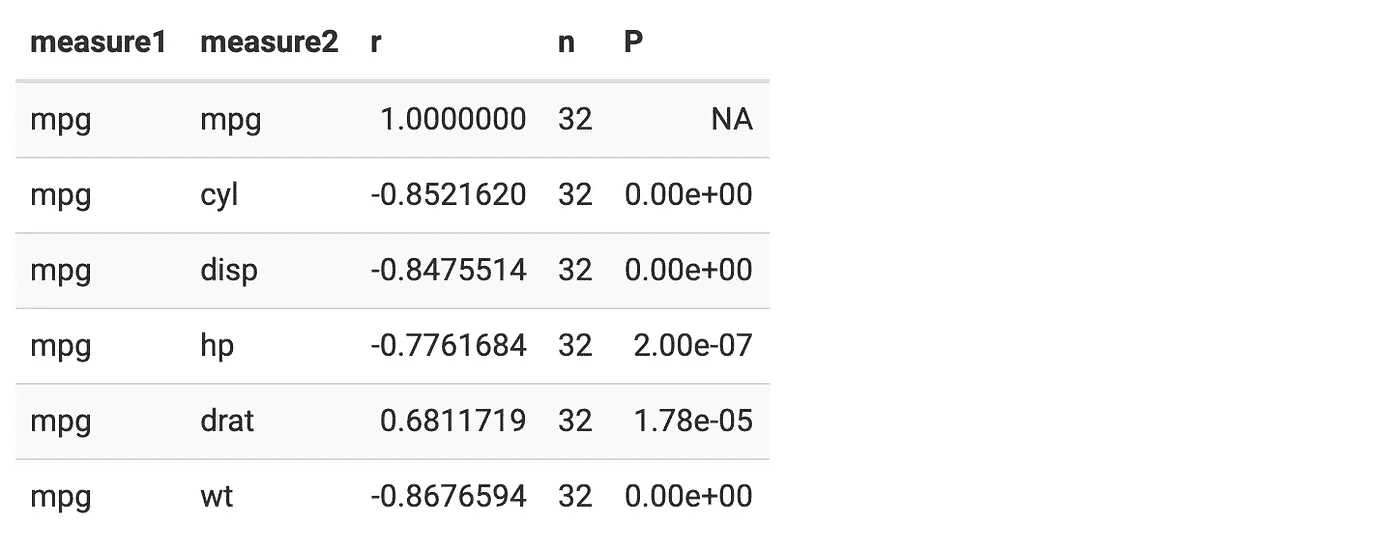 measure1 measure2 r n P
mpg mpg 1.0000000 32 NA
mpg cyl -0.8521620 32 0.00e+00
mpg disp -0.8475514 32 0.00e+00
mpg hp -0.7761684 32 2.00e-07
mpg drat 0.6811719 32 1.78e-05
mpg wt -0.8676594 32 0.00e+00